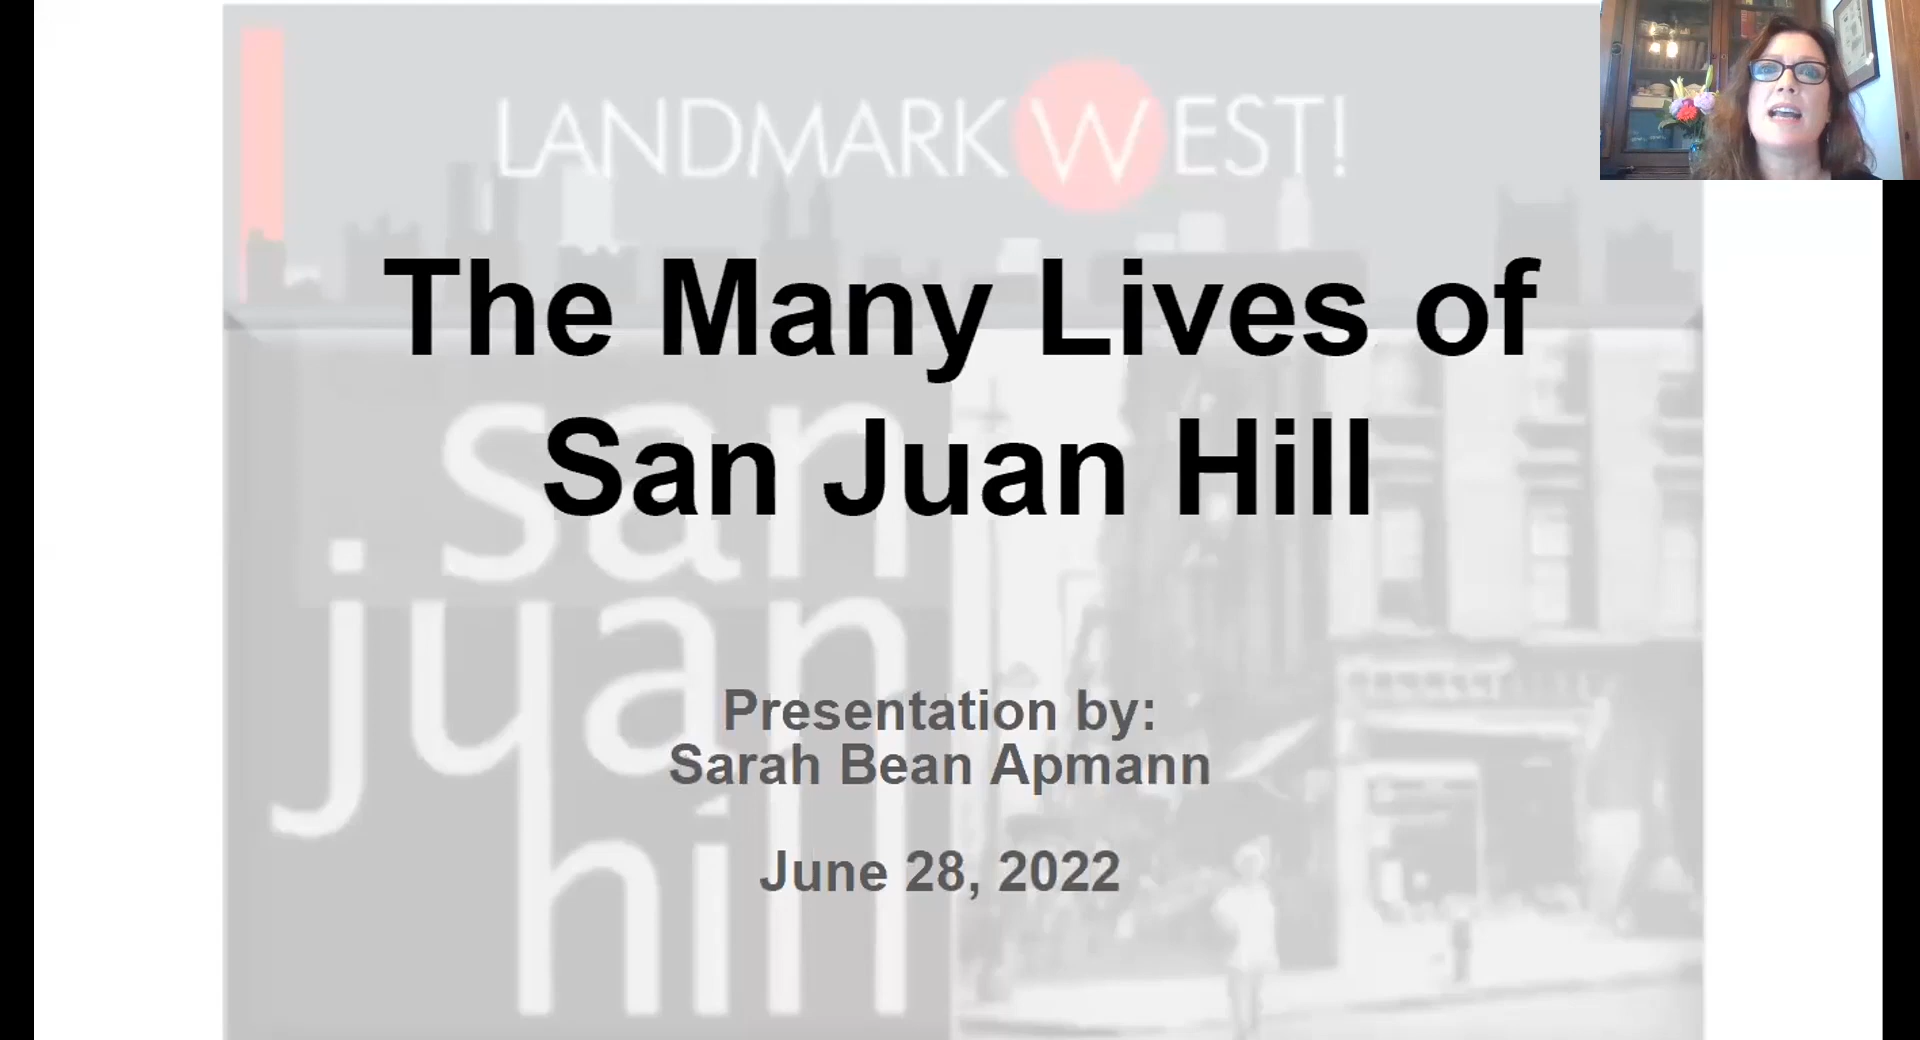 LANDMARK WEST!
The Many Lives of
San Juan Hill
san
juan
hill
Presentation by:
Sarah Bean Apmann
June 28, 2022